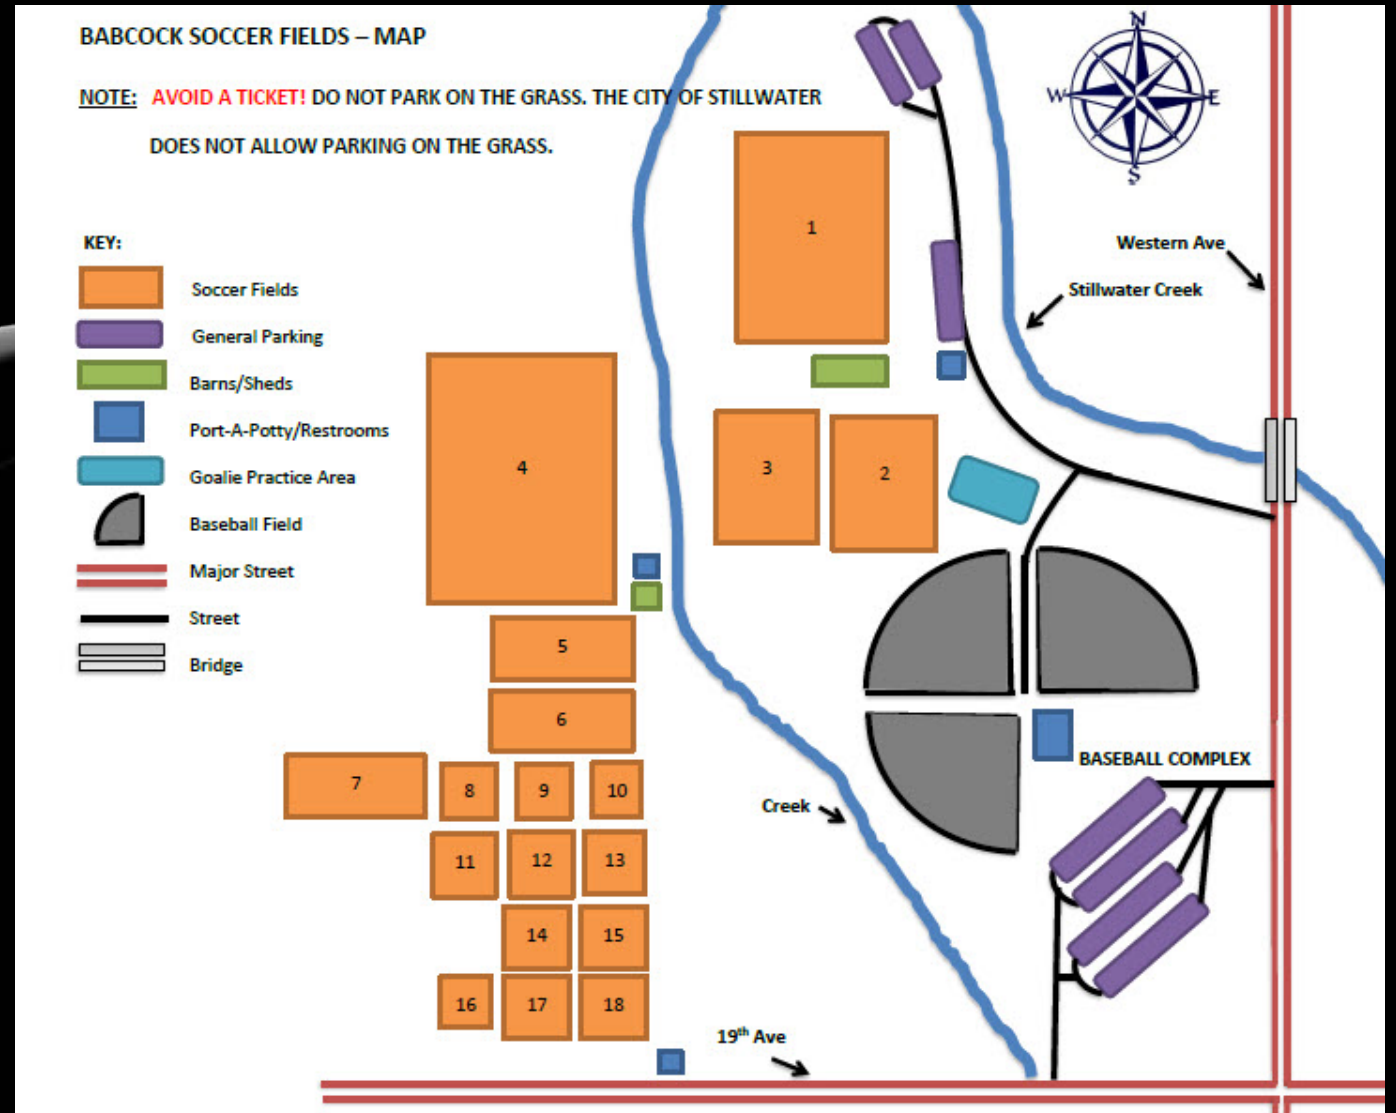 BABCOCK SOCCER FIELDS – MAP
NOTE: AVOID A TICKET! DO NOT PARK ON THE GRASS. THE CITY OF STILLWATER
DOES NOT ALLOW PARKING ON THE GRASS.
N
W
E
S
KEY:
Soccer Fields
General Parking
Barns/Sheds
Port-A-Potty/Restrooms
Goalie Practice Area
Baseball Field
Major Street
Street
Bridge
Western Ave
Stillwater Creek
1
4
3
2
5
6
7
8
9
10
11
12
13
14
15
16
17
18
BASEBALL COMPLEX
Creek
19th Ave